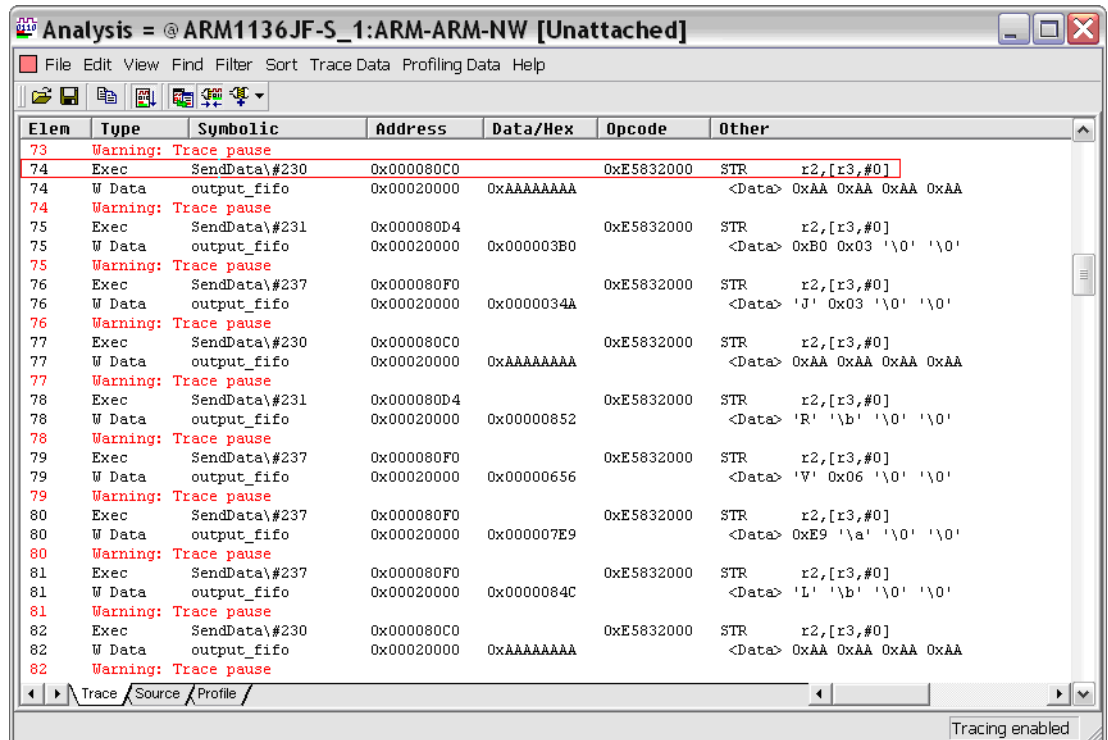 Analysis = @ARM1136JF-S_1:ARM-ARM-NW [Unattached]
File Edit View Find Filter Sort Trace Data Profiling Data Help
Elem Type Symbolic Address Data/Hex Opcode Other
73 Warning: Trace pause
74 Exec SendData\#230 0x000080C0 0xE5832000 STR r2,[r3,#0]
74 W Data output_fifo 0x00020000 0xAAAAAAAA <Data> 0xAA 0xAA 0xAA 0xAA
74 Warning: Trace pause
75 Exec SendData\#231 0x000080D4 0xE5832000 STR r2,[r3,#0]
75 W Data output_fifo 0x00020000 0x000003B0 <Data> 0xB0 0x03 '\0' '\0'
75 Warning: Trace pause
76 Exec SendData\#237 0x000080F0 0xE5832000 STR r2,[r3,#0]
76 W Data output_fifo 0x00020000 0x0000034A <Data> 'J' 0x03 '\0' '\0'
76 Warning: Trace pause
77 Exec SendData\#230 0x000080C0 0xE5832000 STR r2,[r3,#0]
77 W Data output_fifo 0x00020000 0xAAAAAAAA <Data> 0xAA 0xAA 0xAA 0xAA
77 Warning: Trace pause
78 Exec SendData\#231 0x000080D4 0xE5832000 STR r2,[r3,#0]
78 W Data output_fifo 0x00020000 0x00000852 <Data> 'R' '\b' '\0' '\0'
78 Warning: Trace pause
79 Exec SendData\#237 0x000080F0 0xE5832000 STR r2,[r3,#0]
79 W Data output_fifo 0x00020000 0x00000656 <Data> 'V' 0x06 '\0' '\0'
79 Warning: Trace pause
80 Exec SendData\#237 0x000080F0 0xE5832000 STR r2,[r3,#0]
80 W Data output_fifo 0x00020000 0x000007E9 <Data> 0xE9 '\a' '\0' '\0'
80 Warning: Trace pause
81 Exec SendData\#237 0x000080F0 0xE5832000 STR r2,[r3,#0]
81 W Data output_fifo 0x00020000 0x0000084C <Data> 'L' '\b' '\0' '\0'
81 Warning: Trace pause
82 Exec SendData\#230 0x000080C0 0xE5832000 STR r2,[r3,#0]
82 W Data output_fifo 0x00020000 0xAAAAAAAA <Data> 0xAA 0xAA 0xAA 0xAA
82 Warning: Trace pause
Trace Source Profile
Tracing enabled